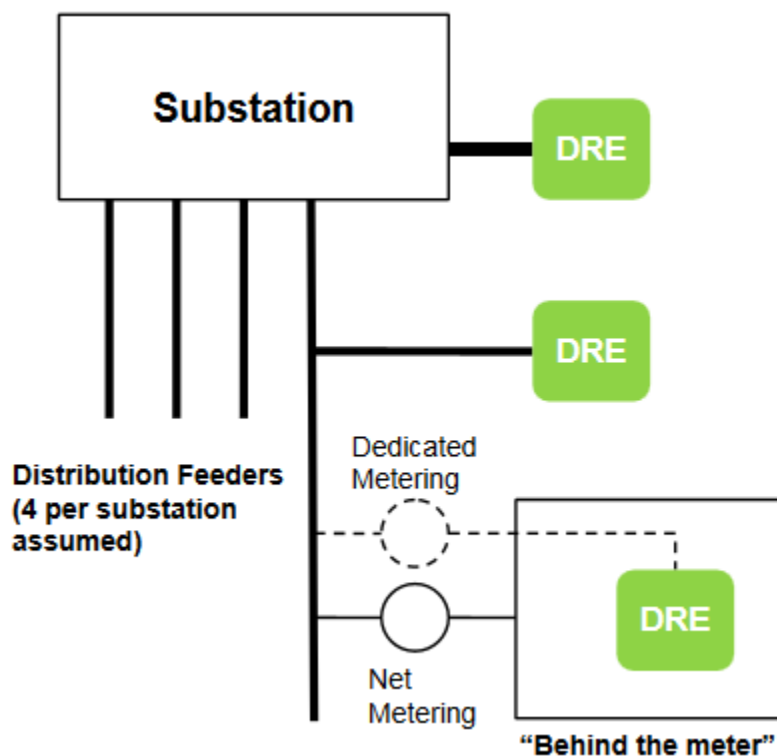 Substation
DRE
DRE
Dedicated
Metering
Distribution Feeders
(4 per substation
assumed)
DRE
Net
Metering
“Behind the meter”